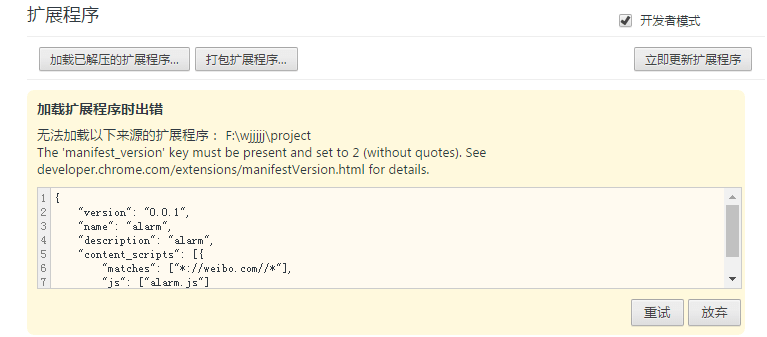 扩展程序
开发者模式
加载已解压的扩展程序...
打包扩展程序...
立即更新扩展程序
加载扩展程序时出错
无法加载以下来源的扩展程序： F:\wjjjjj\project
The 'manifest_version' key must be present and set to 2 (without quotes). See
developer.chrome.com/extensions/manifestVersion.html for details.
1 {
2 "version": "0.0.1",
3 "name": "alarm",
4 "description": "alarm",
5 "content_scripts": [{
6 "matches": ["*://weibo.com//*"],
7 "js": ["alarm.js"]
重试
放弃